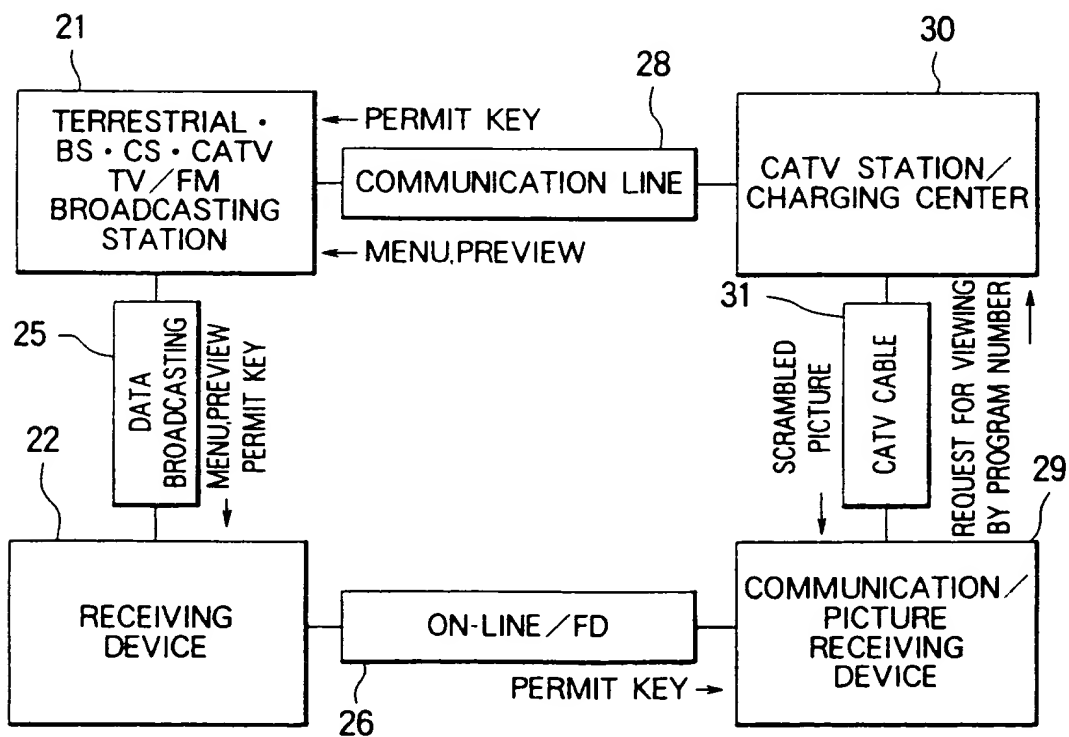 21
30
28
TERRESTRIAL・
BS・CS・CATV
TV/FM
BROADCASTING
STATION
←PERMIT KEY
COMMUNICATION LINE
←MENU,PREVIEW
CATV STATION/
CHARGING CENTER
25
DATA
BROADCASTING
MENU,PREVIEW
PERMIT KEY
→
31
SCRAMBLED
PICTURE
→
CATV CABLE
REQUEST FOR VIEWING
BY PROGRAM NUMBER
→
22
29
RECEIVING
DEVICE
ON-LINE/FD
26
PERMIT KEY→
COMMUNICATION/
PICTURE
RECEIVING
DEVICE